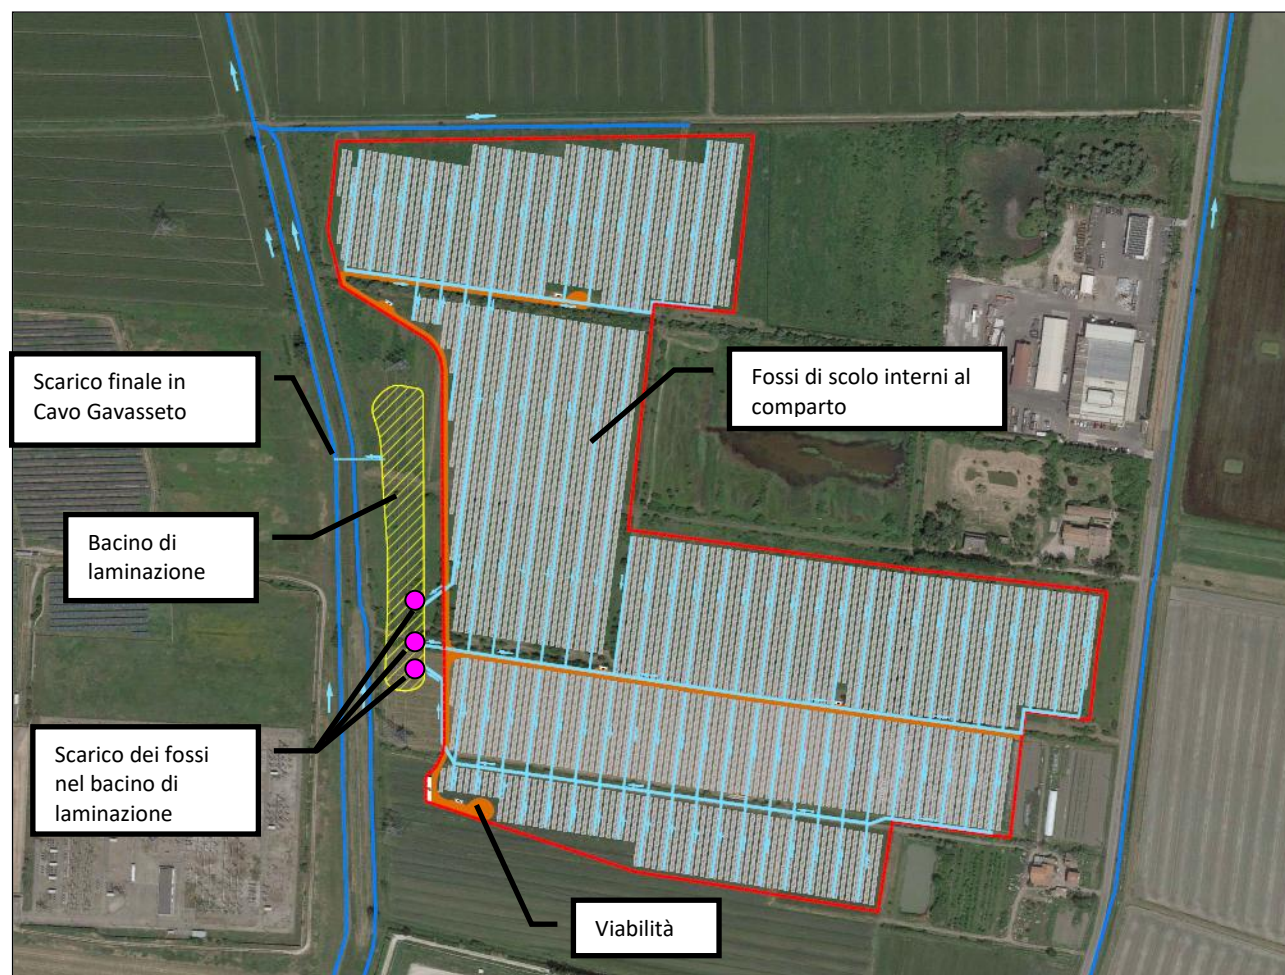 Scarico finale in
Cavo Gavasseto
Fossi di scolo interni al
comparto
Bacino di
laminazione
Scarico dei fossi
nel bacino di
laminazione
Viabilità